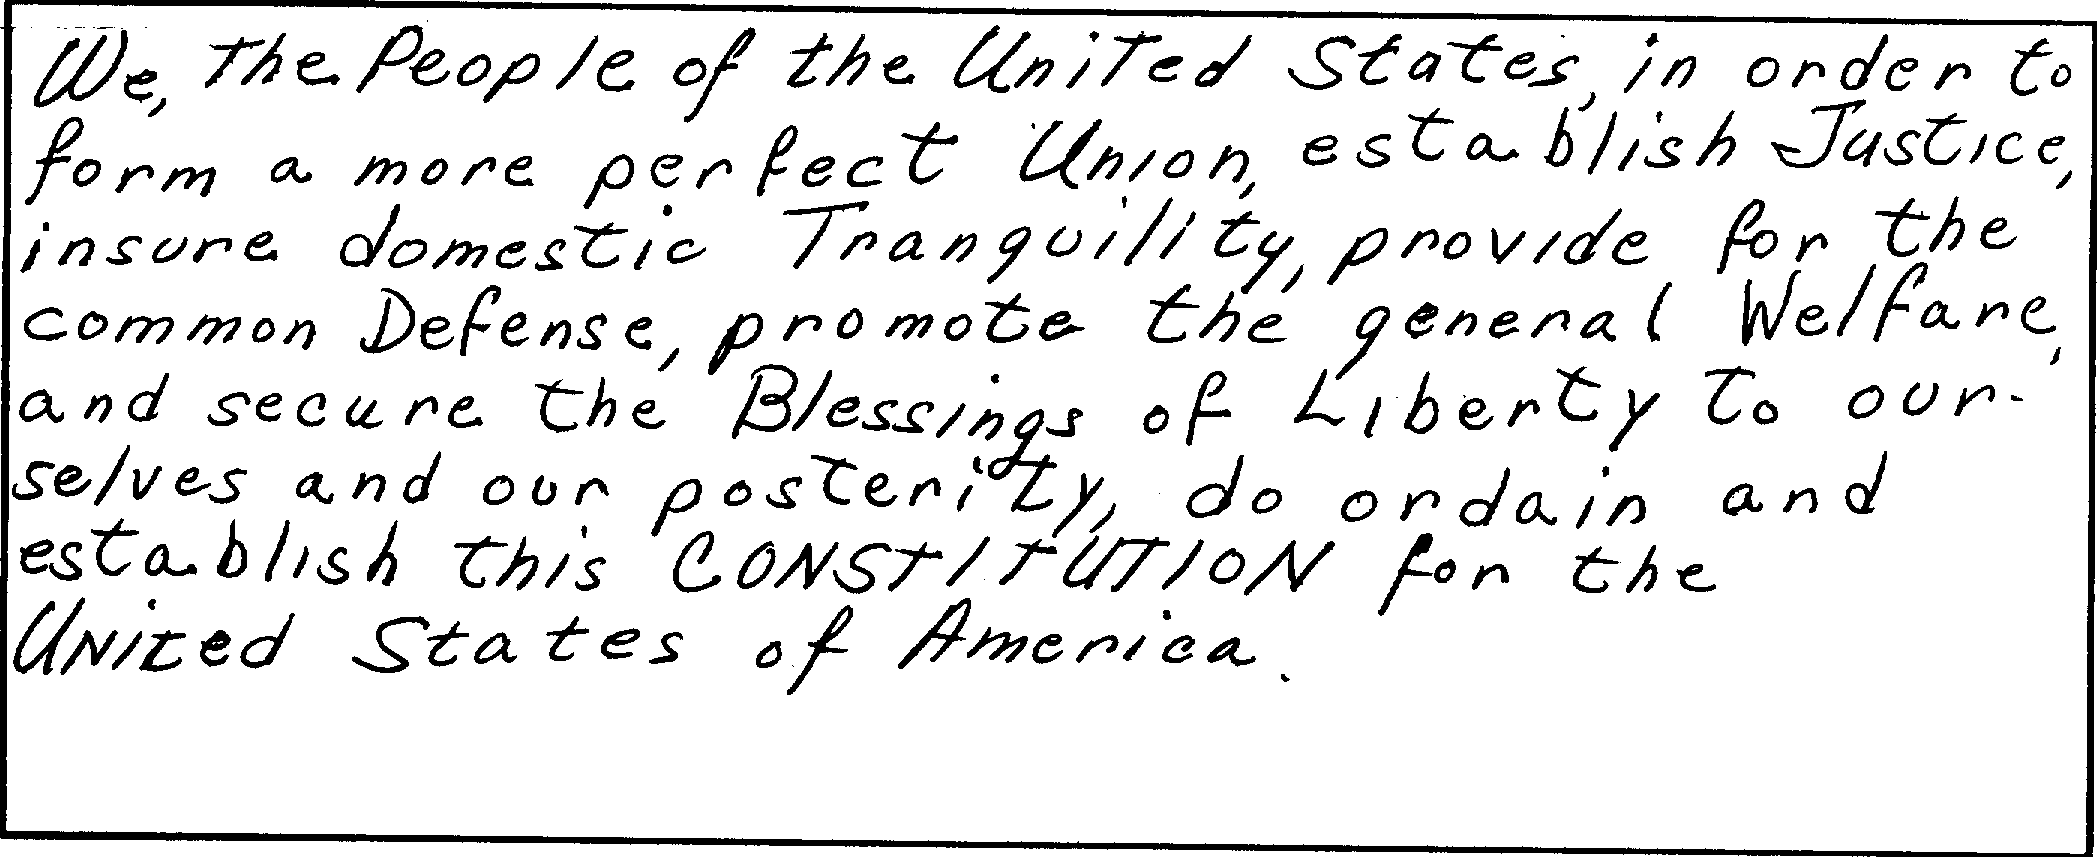 We, the People of the United States, in order to
form a more perfect Union, establish Justice,
insure domestic Tranquility, provide for the
common Defense, promote the general Welfare,
and secure the Blessings of Liberty to our-
selves and our posterity, do ordain and
establish this CONSTITUTION for the
United States of America.